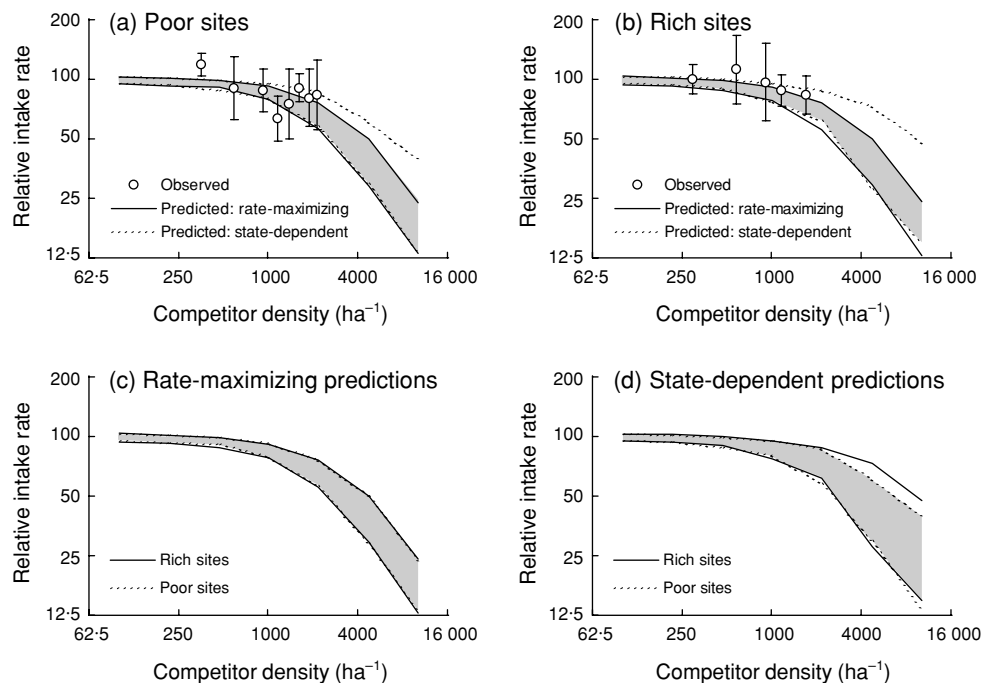 (a) Poor sites
200
100
50
25
12·5
Relative intake rate
Observed
Predicted: rate-maximizing
Predicted: state-dependent
62·5 250 1000 4000 16 000
Competitor density (ha⁻¹)
(b) Rich sites
200
100
50
25
12·5
Relative intake rate
Observed
Predicted: rate-maximizing
Predicted: state-dependent
62·5 250 1000 4000 16 000
Competitor density (ha⁻¹)
(c) Rate-maximizing predictions
200
100
50
25
12·5
Relative intake rate
Rich sites
Poor sites
62·5 250 1000 4000 16 000
Competitor density (ha⁻¹)
(d) State-dependent predictions
200
100
50
25
12·5
Relative intake rate
Rich sites
Poor sites
62·5 250 1000 4000 16 000
Competitor density (ha⁻¹)